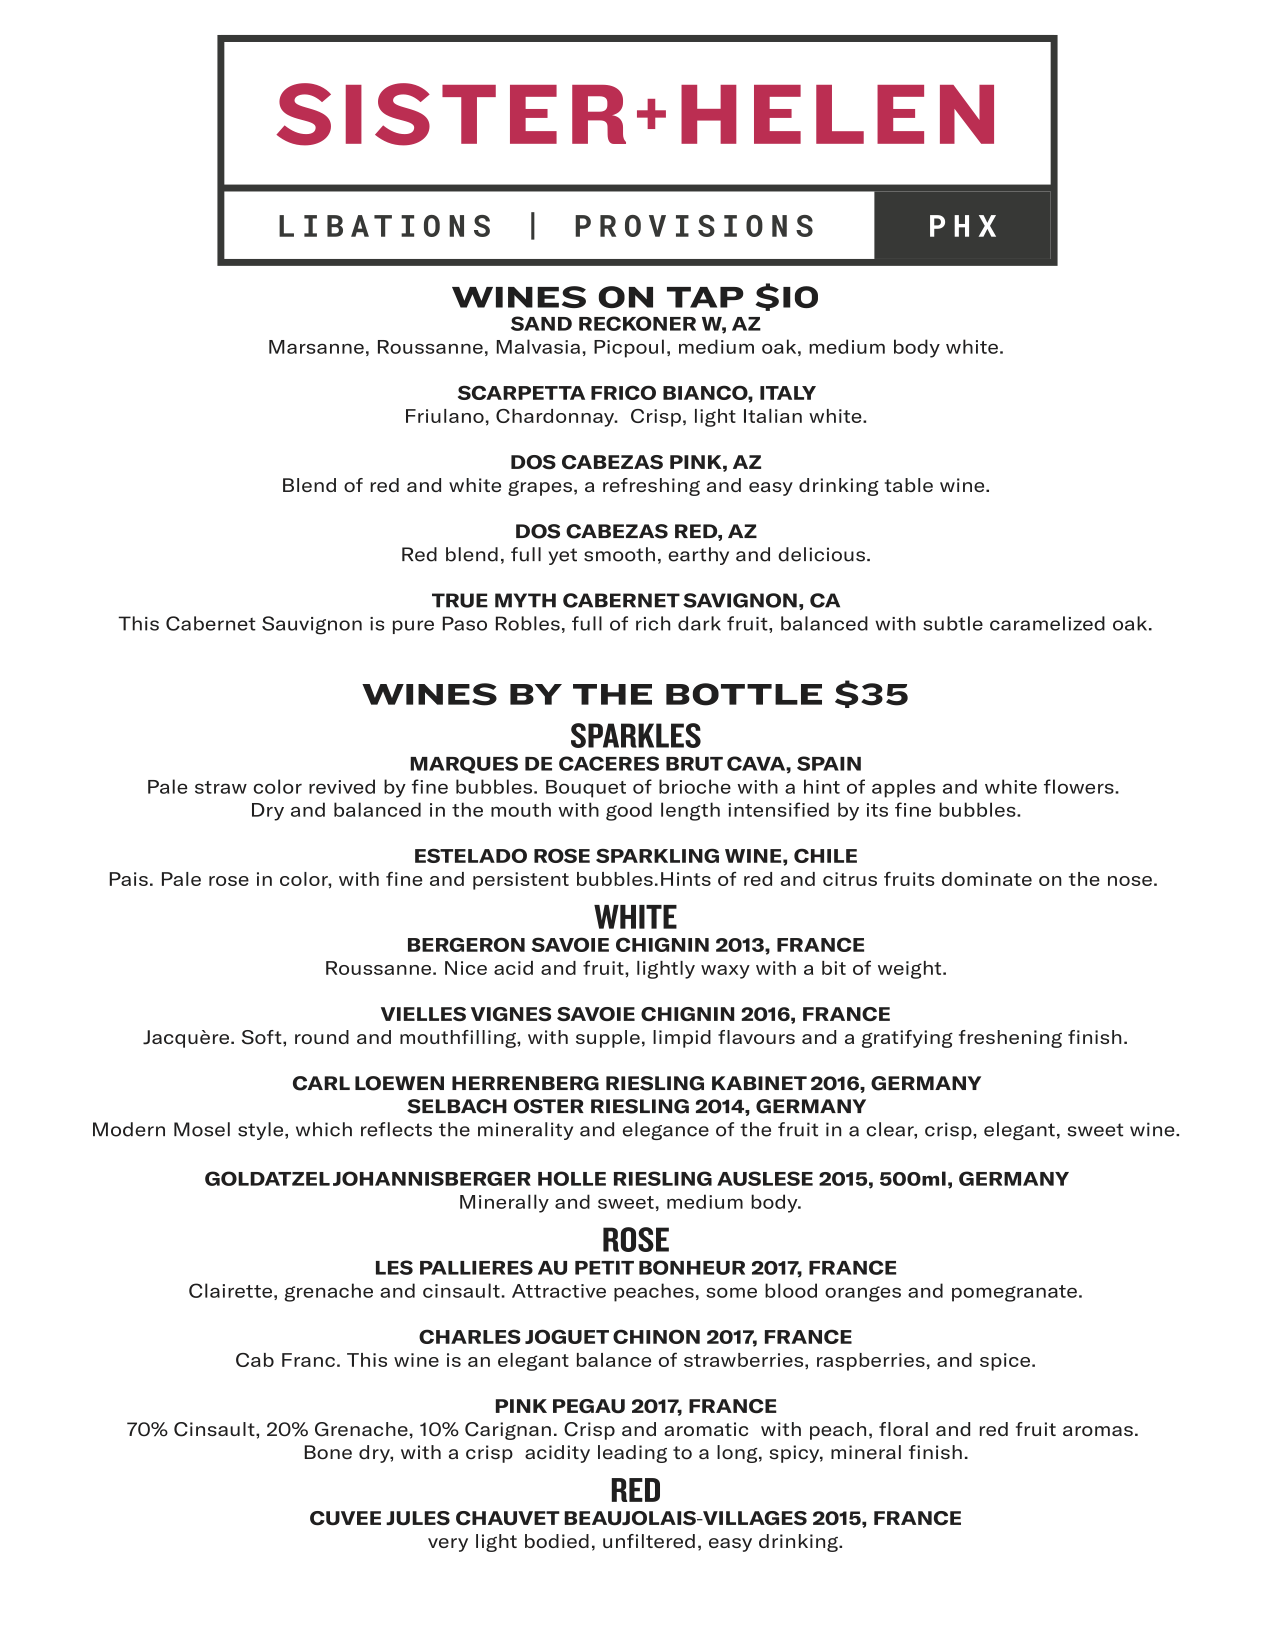 SISTER+HELEN
LIBATIONS | PROVISIONS PHX
WINES ON TAP $10
SAND RECKONER W, AZ
Marsanne, Roussanne, Malvasia, Picpoul, medium oak, medium body white.
SCARPETTA FRICO BIANCO, ITALY
Friulano, Chardonnay.  Crisp, light Italian white.
DOS CABEZAS PINK, AZ
Blend of red and white grapes, a refreshing and easy drinking table wine.
DOS CABEZAS RED, AZ
Red blend, full yet smooth, earthy and delicious.
TRUE MYTH CABERNET SAVIGNON, CA
This Cabernet Sauvignon is pure Paso Robles, full of rich dark fruit, balanced with subtle caramelized oak.
WINES BY THE BOTTLE $35
SPARKLES
MARQUES DE CACERES BRUT CAVA, SPAIN
Pale straw color revived by fine bubbles. Bouquet of brioche with a hint of apples and white flowers.
Dry and balanced in the mouth with good length intensified by its fine bubbles.
ESTELADO ROSE SPARKLING WINE, CHILE
Pais. Pale rose in color, with fine and persistent bubbles.Hints of red and citrus fruits dominate on the nose.
WHITE
BERGERON SAVOIE CHIGNIN 2013, FRANCE
Roussanne. Nice acid and fruit, lightly waxy with a bit of weight.
VIELLES VIGNES SAVOIE CHIGNIN 2016, FRANCE
Jacquère. Soft, round and mouthfilling, with supple, limpid flavours and a gratifying freshening finish.
CARL LOEWEN HERRENBERG RIESLING KABINET 2016, GERMANY
SELBACH OSTER RIESLING 2014, GERMANY
Modern Mosel style, which reflects the minerality and elegance of the fruit in a clear, crisp, elegant, sweet wine.
GOLDATZEL JOHANNISBERGER HOLLE RIESLING AUSLESE 2015, 500ml, GERMANY
Minerally and sweet, medium body.
ROSE
LES PALLIERES AU PETIT BONHEUR 2017, FRANCE
Clairette, grenache and cinsault. Attractive peaches, some blood oranges and pomegranate.
CHARLES JOGUET CHINON 2017, FRANCE
Cab Franc. This wine is an elegant balance of strawberries, raspberries, and spice.
PINK PEGAU 2017, FRANCE
70% Cinsault, 20% Grenache, 10% Carignan. Crisp and aromatic  with peach, floral and red fruit aromas.
Bone dry, with a crisp  acidity leading to a long, spicy, mineral finish.
RED
CUVEE JULES CHAUVET BEAUJOLAIS-VILLAGES 2015, FRANCE
very light bodied, unfiltered, easy drinking.